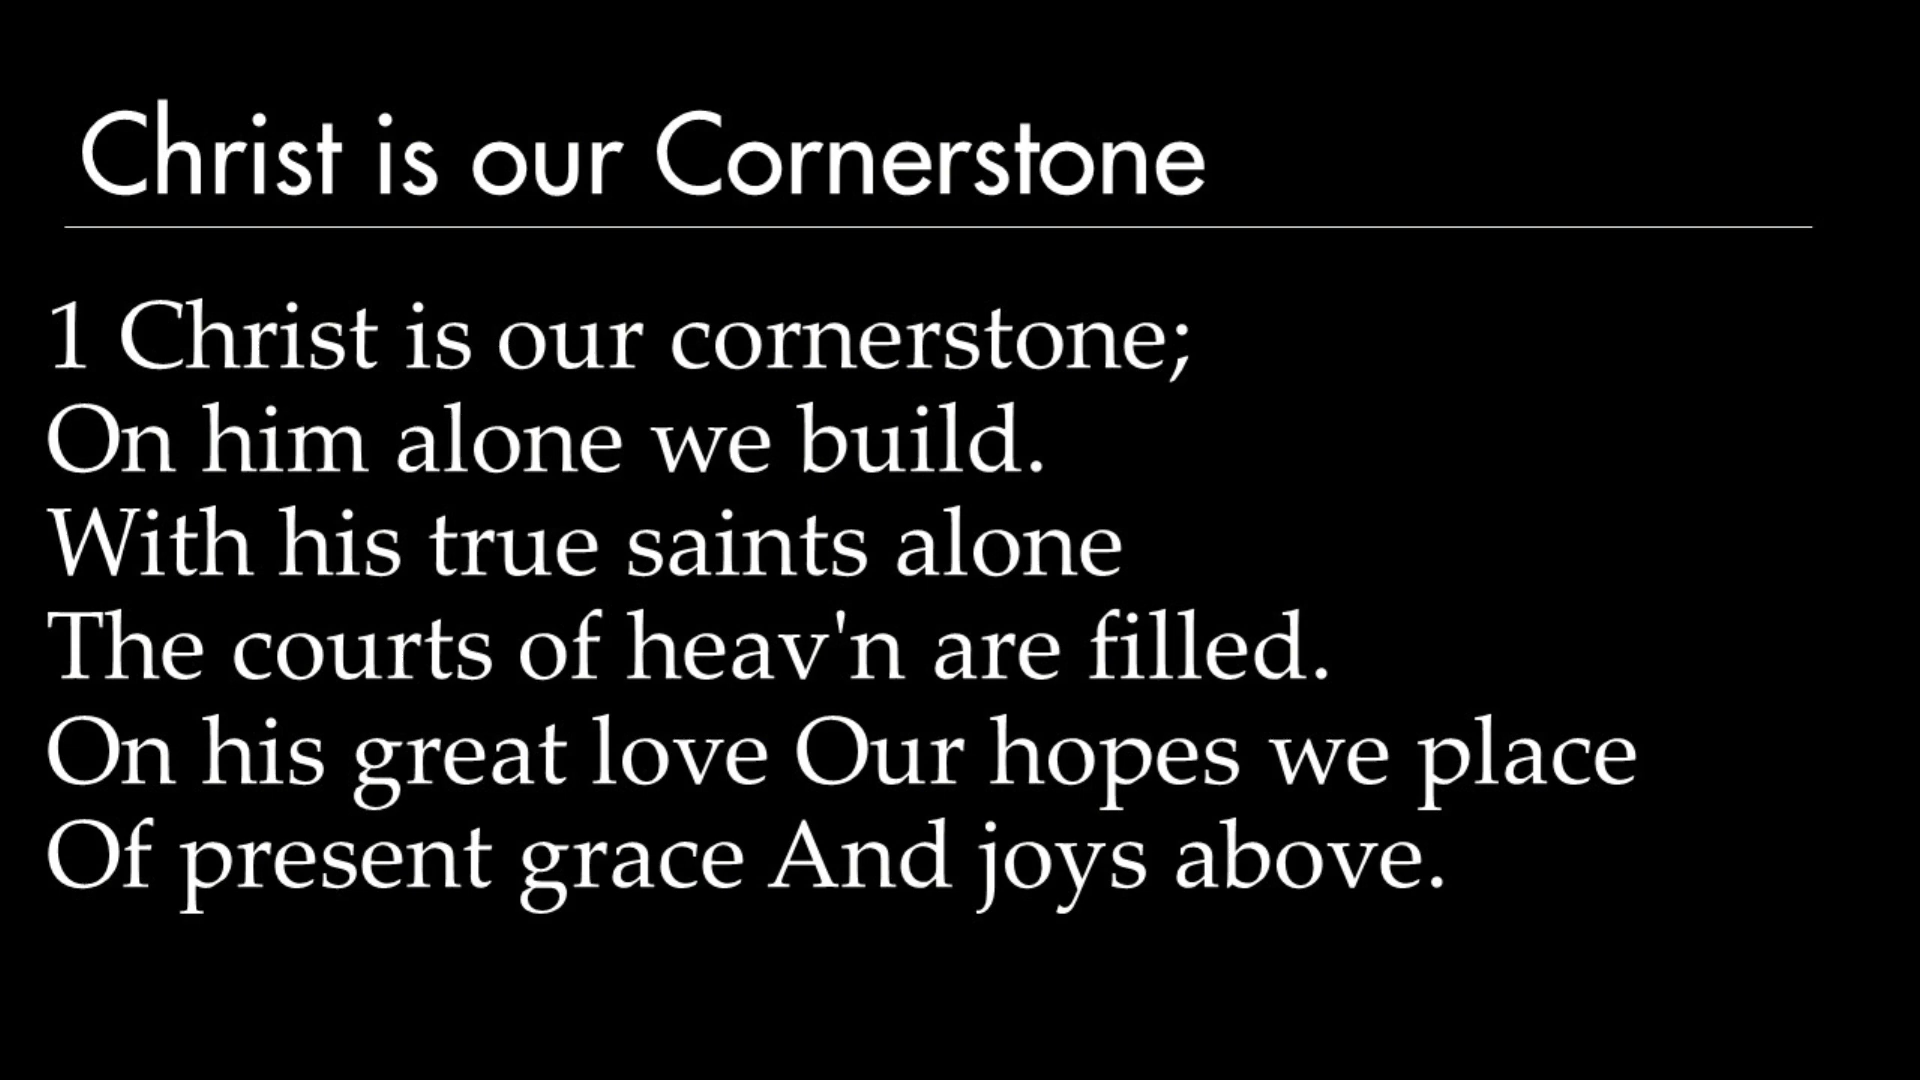 Christ is our Cornerstone
1 Christ is our cornerstone;
On him alone we build.
With his true saints alone
The courts of heav'n are filled.
On his great love Our hopes we place
Of present grace And joys above.